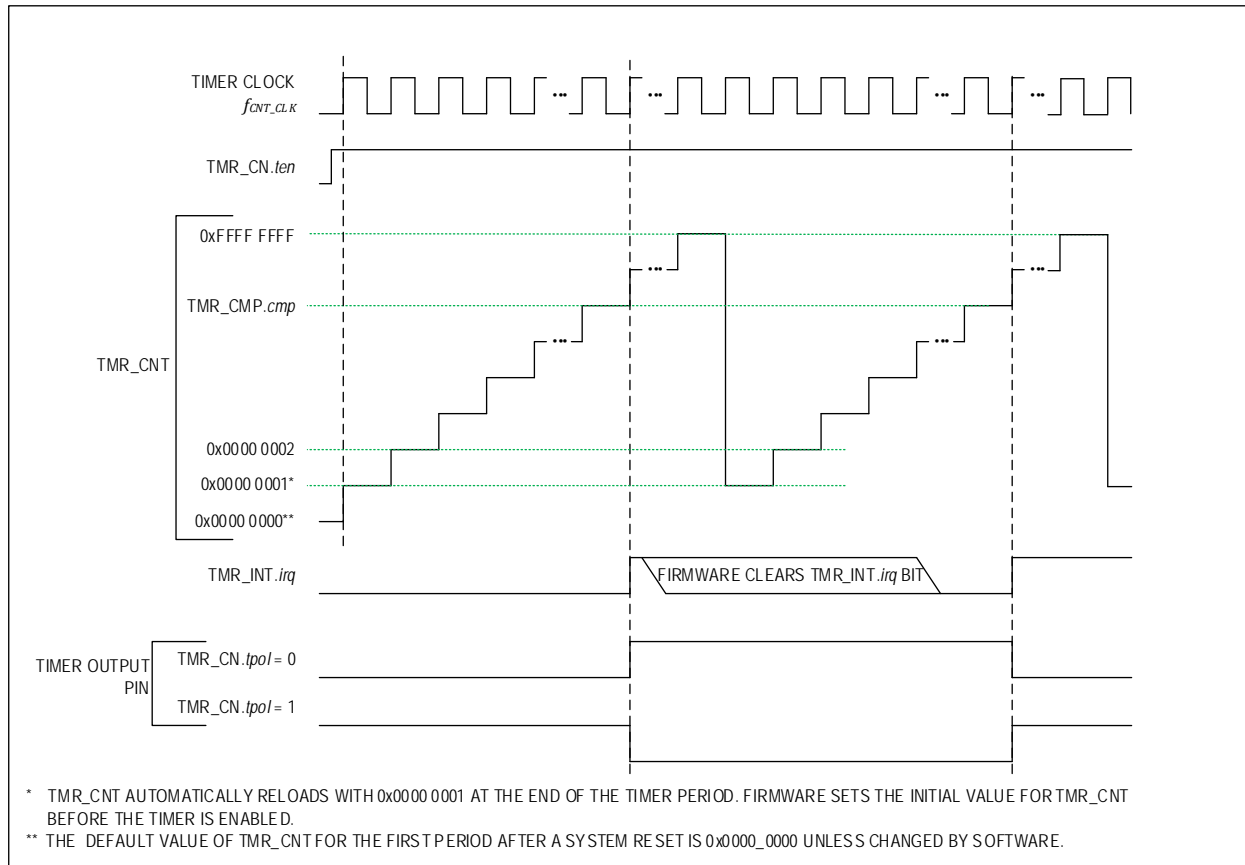 TIMER CLOCK
fCNT_CLK
TMR_CN.ten
0xFFFF FFFF
TMR_CMP.cmp
TMR_CNT
0x0000 0002
0x0000 0001*
0x0000 0000**
TMR_INT.irq
FIRMWARE CLEARS TMR_INT.irq BIT
TIMER OUTPUT
PIN
TMR_CN.tpol = 0
TMR_CN.tpol = 1
* TMR_CNT AUTOMATICALLY RELOADS WITH 0x0000 0001 AT THE END OF THE TIMER PERIOD. FIRMWARE SETS THE INITIAL VALUE FOR TMR_CNT
BEFORE THE TIMER IS ENABLED.
** THE DEFAULT VALUE OF TMR_CNT FOR THE FIRST PERIOD AFTER A SYSTEM RESET IS 0x0000_0000 UNLESS CHANGED BY SOFTWARE.